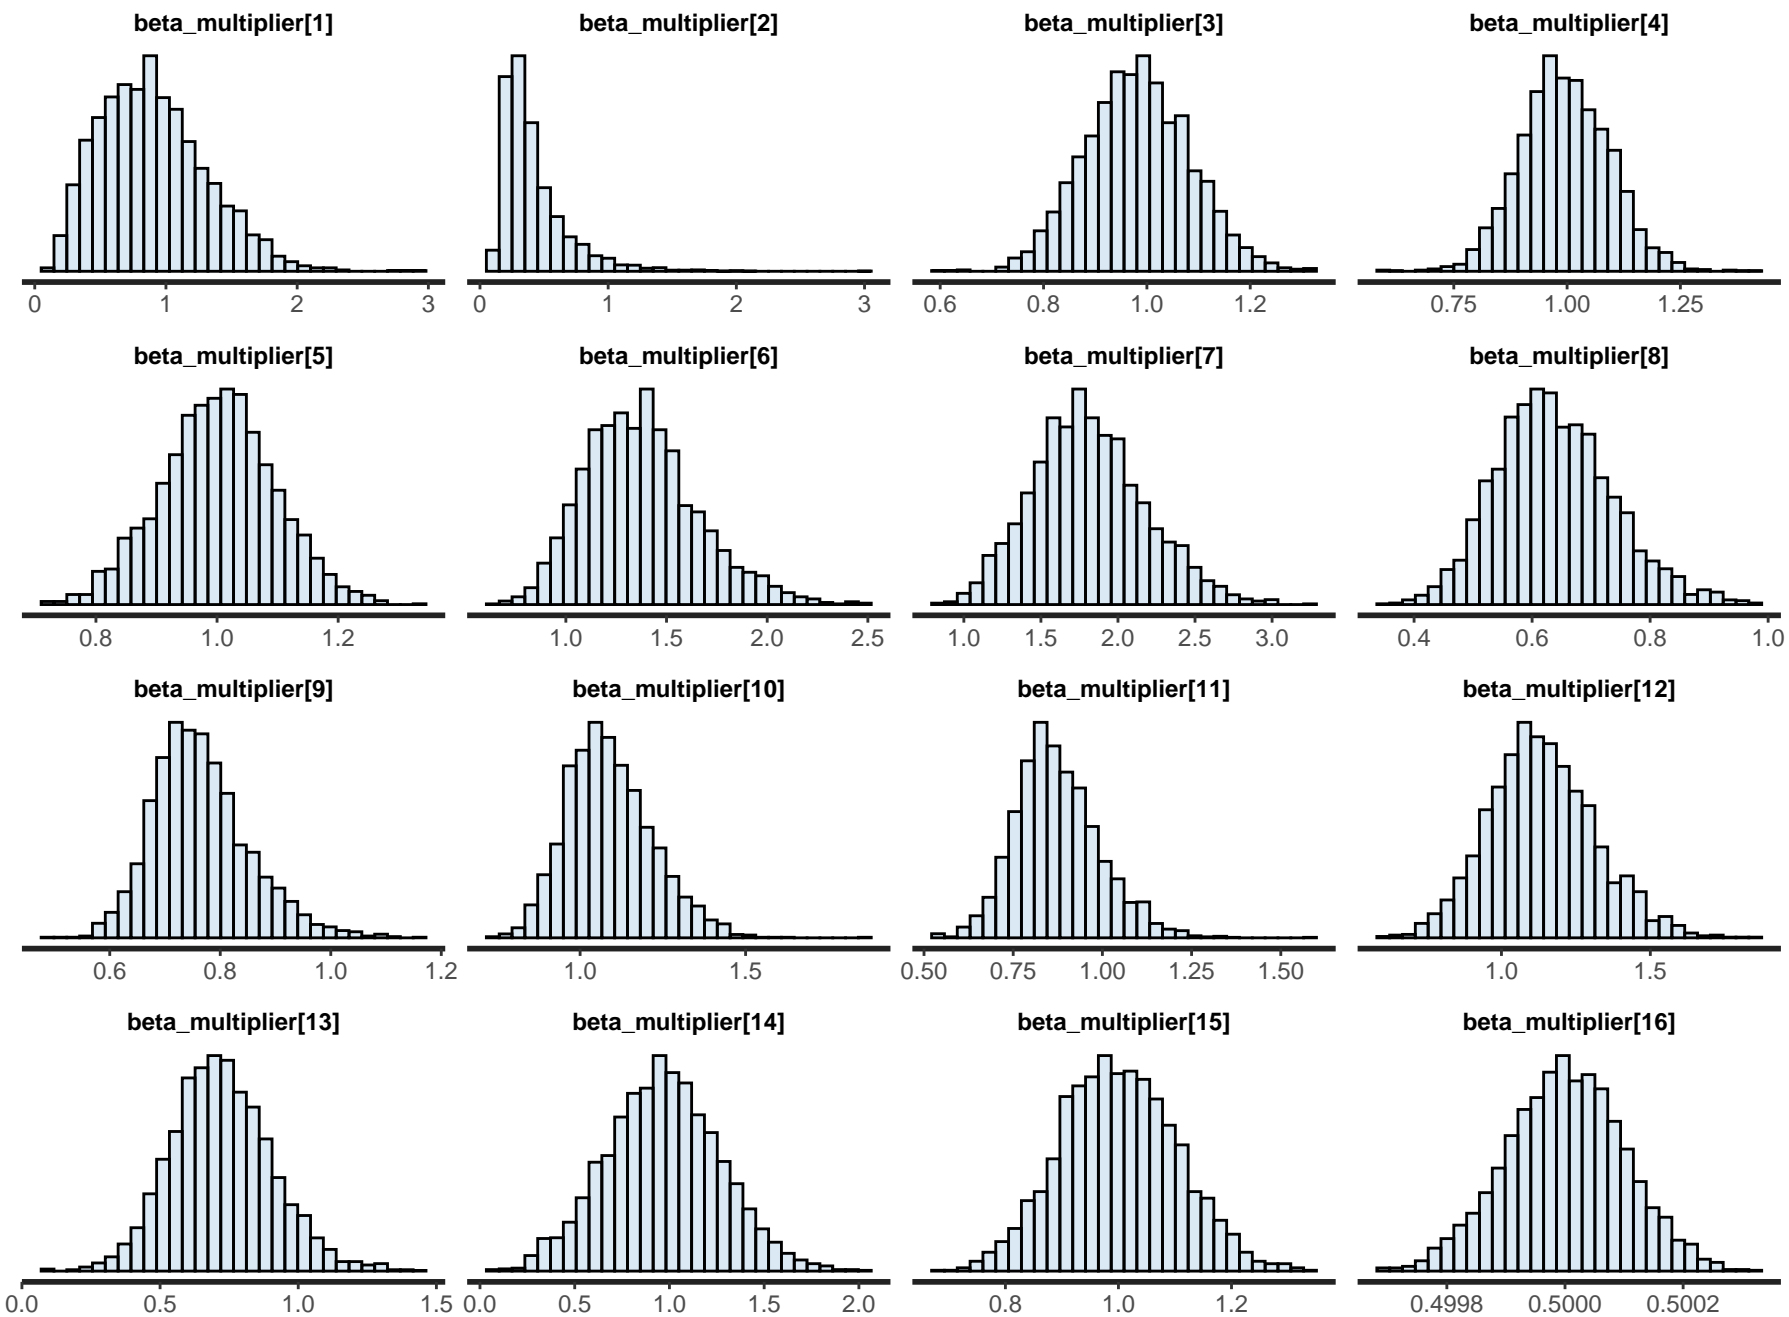 beta_multiplier[1] beta_multiplier[2] beta_multiplier[3] beta_multiplier[4]
0 1 2 3 0 1 2 3 0.6 0.8 1.0 1.2 0.75 1.00 1.25
beta_multiplier[5] beta_multiplier[6] beta_multiplier[7] beta_multiplier[8]
0.8 1.0 1.2 1.0 1.5 2.0 2.5 1.0 1.5 2.0 2.5 3.0 0.4 0.6 0.8 1.0
beta_multiplier[9] beta_multiplier[10] beta_multiplier[11] beta_multiplier[12]
0.6 0.8 1.0 1.2 1.0 1.5 0.50 0.75 1.00 1.25 1.50 1.0 1.5
beta_multiplier[13] beta_multiplier[14] beta_multiplier[15] beta_multiplier[16]
0.0 0.5 1.0 1.5 0.0 0.5 1.0 1.5 2.0 0.8 1.0 1.2 0.4998 0.5000 0.5002